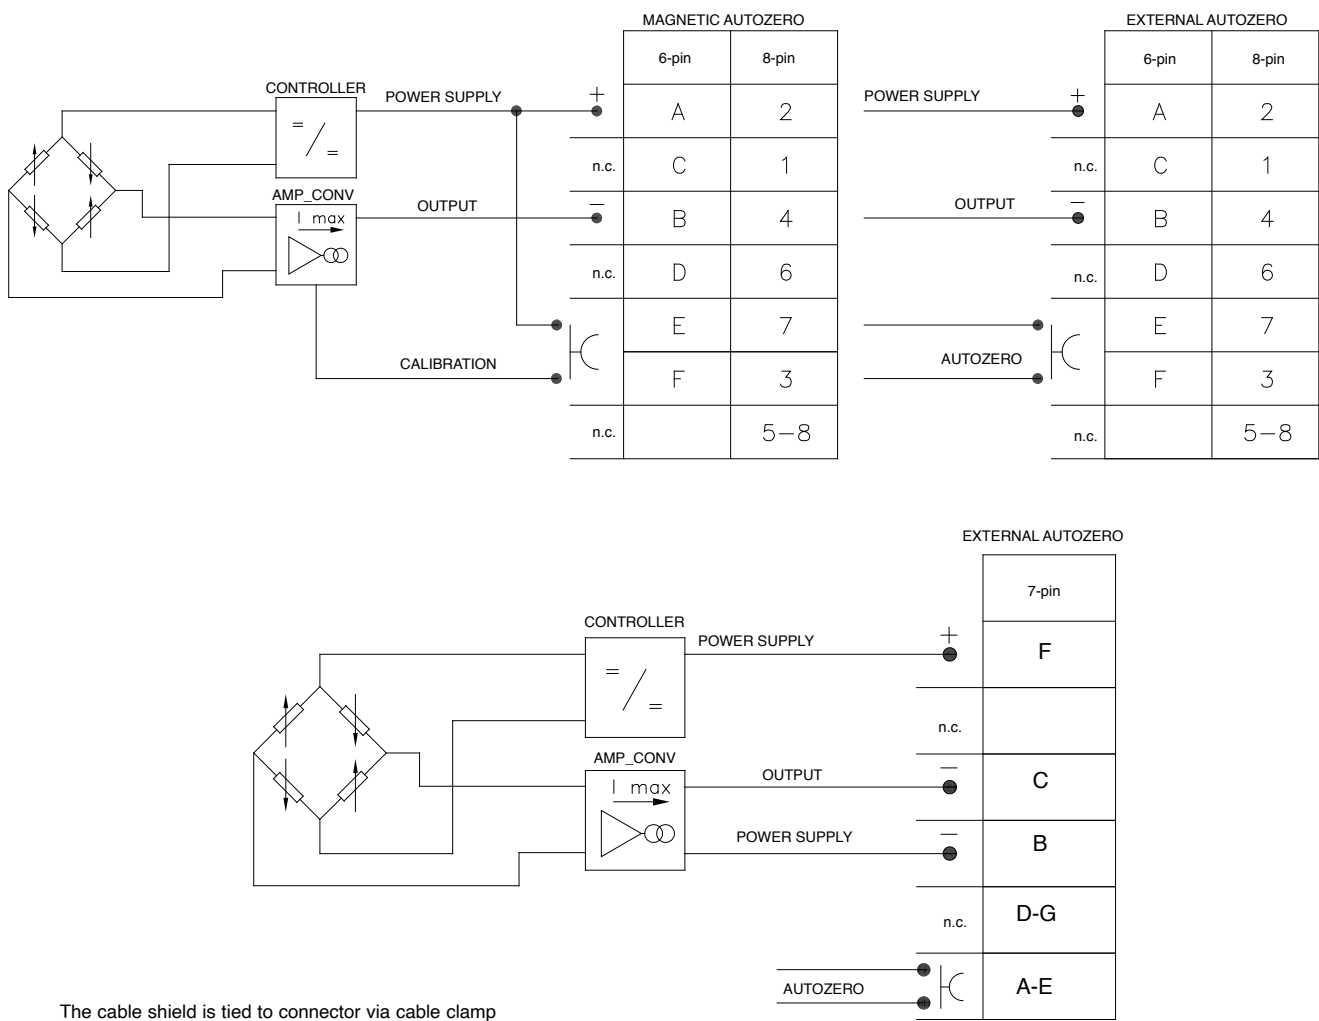 MAGNETIC AUTOZERO
6-pin 8-pin
CONTROLLER
POWER SUPPLY + A 2
= / =
n.c. C 1
AMP_CONV
I max
OUTPUT − B 4
n.c. D 6
E 7
CALIBRATION F 3
n.c. 5-8
EXTERNAL AUTOZERO
6-pin 8-pin
POWER SUPPLY + A 2
n.c. C 1
OUTPUT − B 4
n.c. D 6
E 7
AUTOZERO F 3
n.c. 5-8
EXTERNAL AUTOZERO
7-pin
CONTROLLER
POWER SUPPLY + F
= / =
n.c.
AMP_CONV
I max
OUTPUT − C
POWER SUPPLY − B
n.c. D-G
AUTOZERO A-E
The cable shield is tied to connector via cable clamp